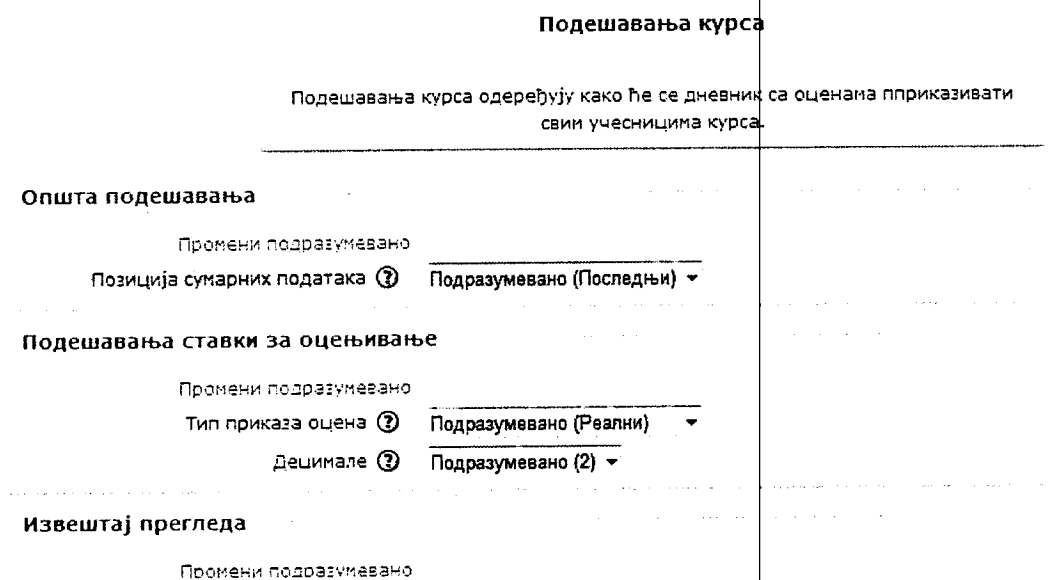 Подешавања курса
Подешавања курса одеређују како ће се дневник са оценама пприказивати
свим учесницима курса.
Општа подешавања
Промени подразумевано
Позиција сумарних података ? Подразумевано (Последњи)
Подешавања ставки за оцењивање
Промени подразумевано
Тип приказа оцена ? Подразумевано (Реални)
Децимале ? Подразумевано (2)
Извештај прегледа
Промени подразумевано